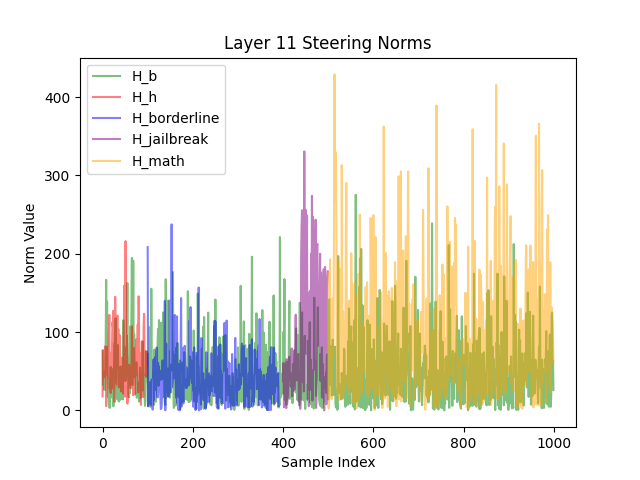 Layer 11 Steering Norms
H_b
H_h
H_borderline
H_jailbreak
H_math
Norm Value
400
300
200
100
0
0
200
400
600
800
1000
Sample Index